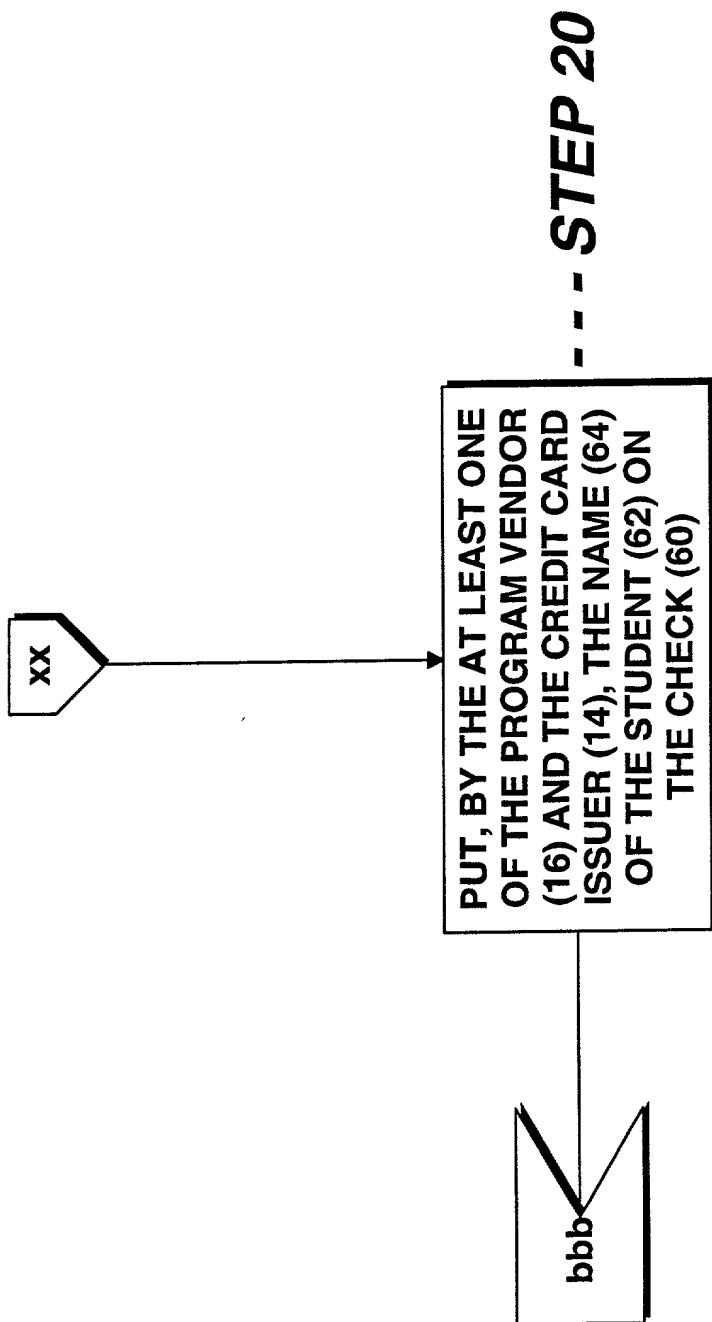 xx
PUT, BY THE AT LEAST ONE
OF THE PROGRAM VENDOR
(16) AND THE CREDIT CARD
ISSUER (14), THE NAME (64)
OF THE STUDENT (62) ON
THE CHECK (60)
- - - STEP 20
bbb